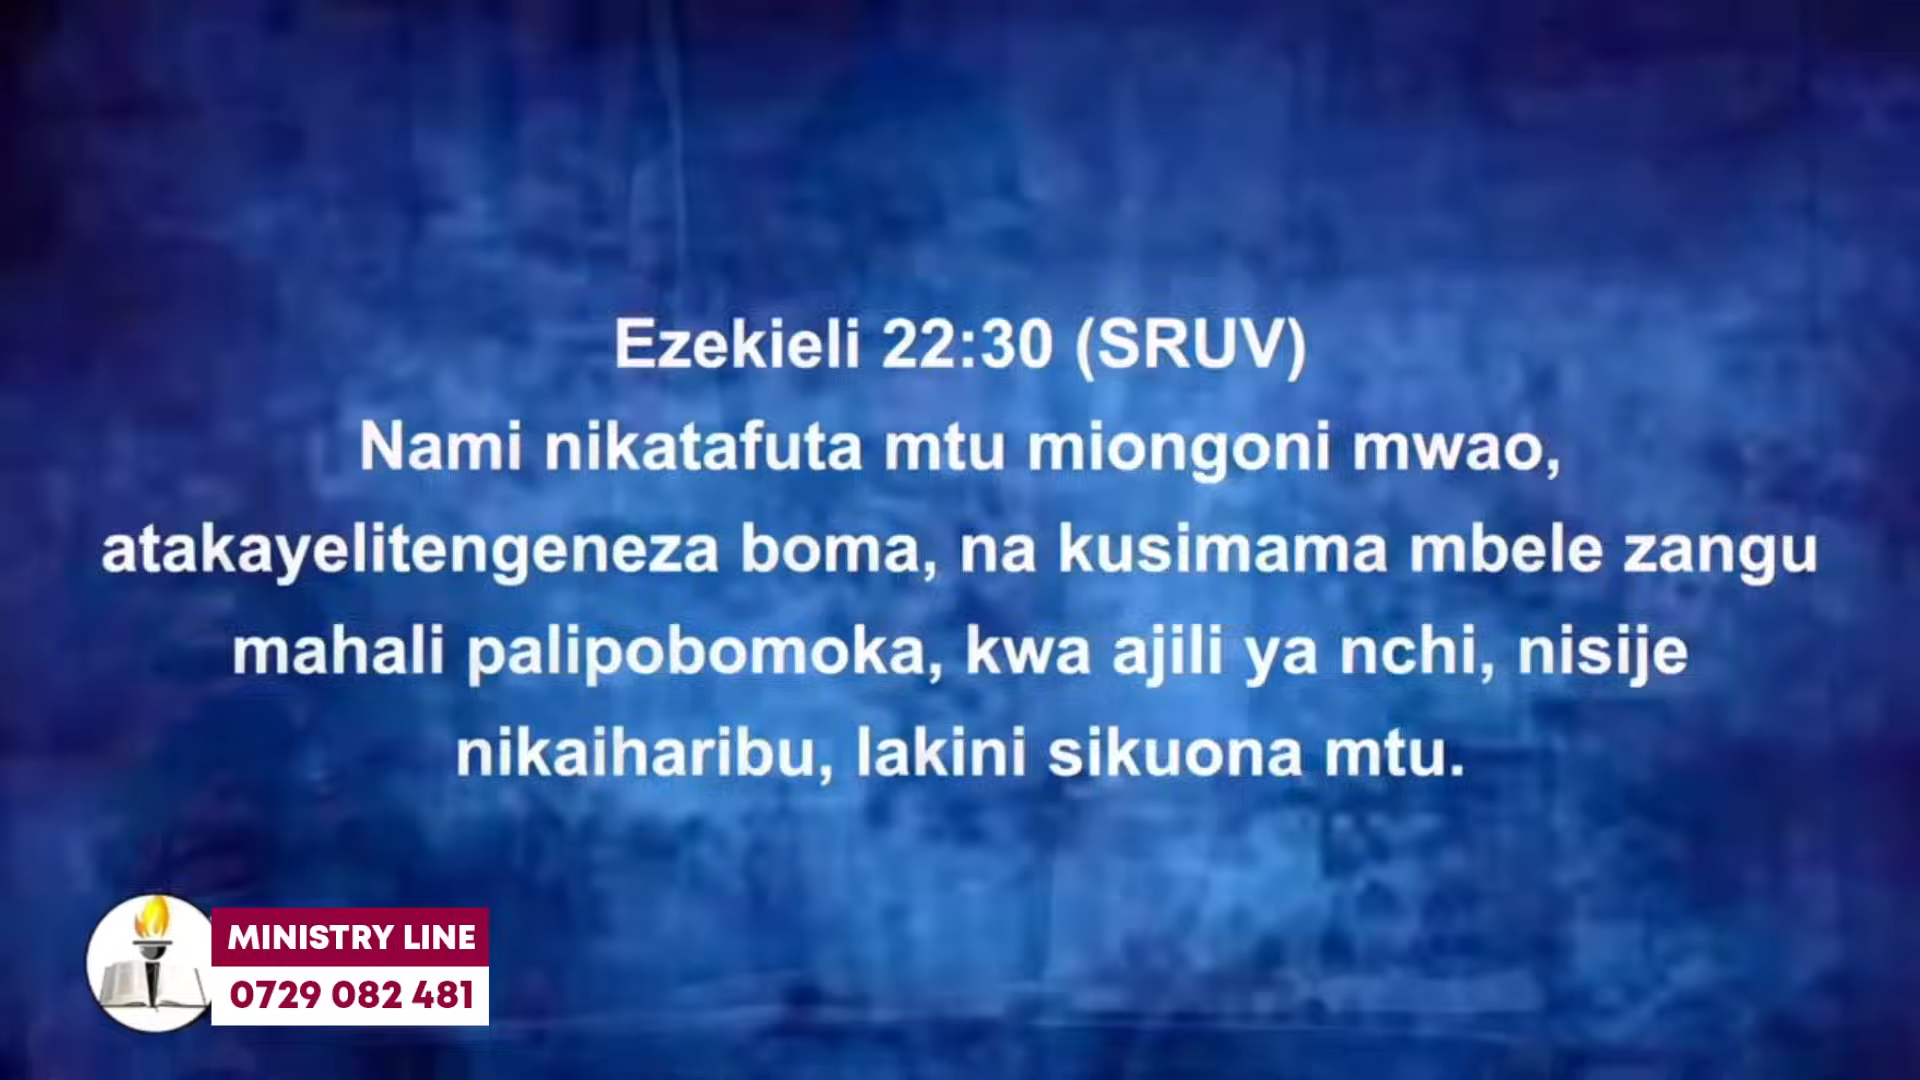 Ezekieli 22:30 (SRUV)
Nami nikatafuta mtu miongoni mwao,
atakayelitengeneza boma, na kusimama mbele zangu
mahali palipobomoka, kwa ajili ya nchi, nisije
nikaiharibu, lakini sikuona mtu.
MINISTRY LINE
0729 082 481